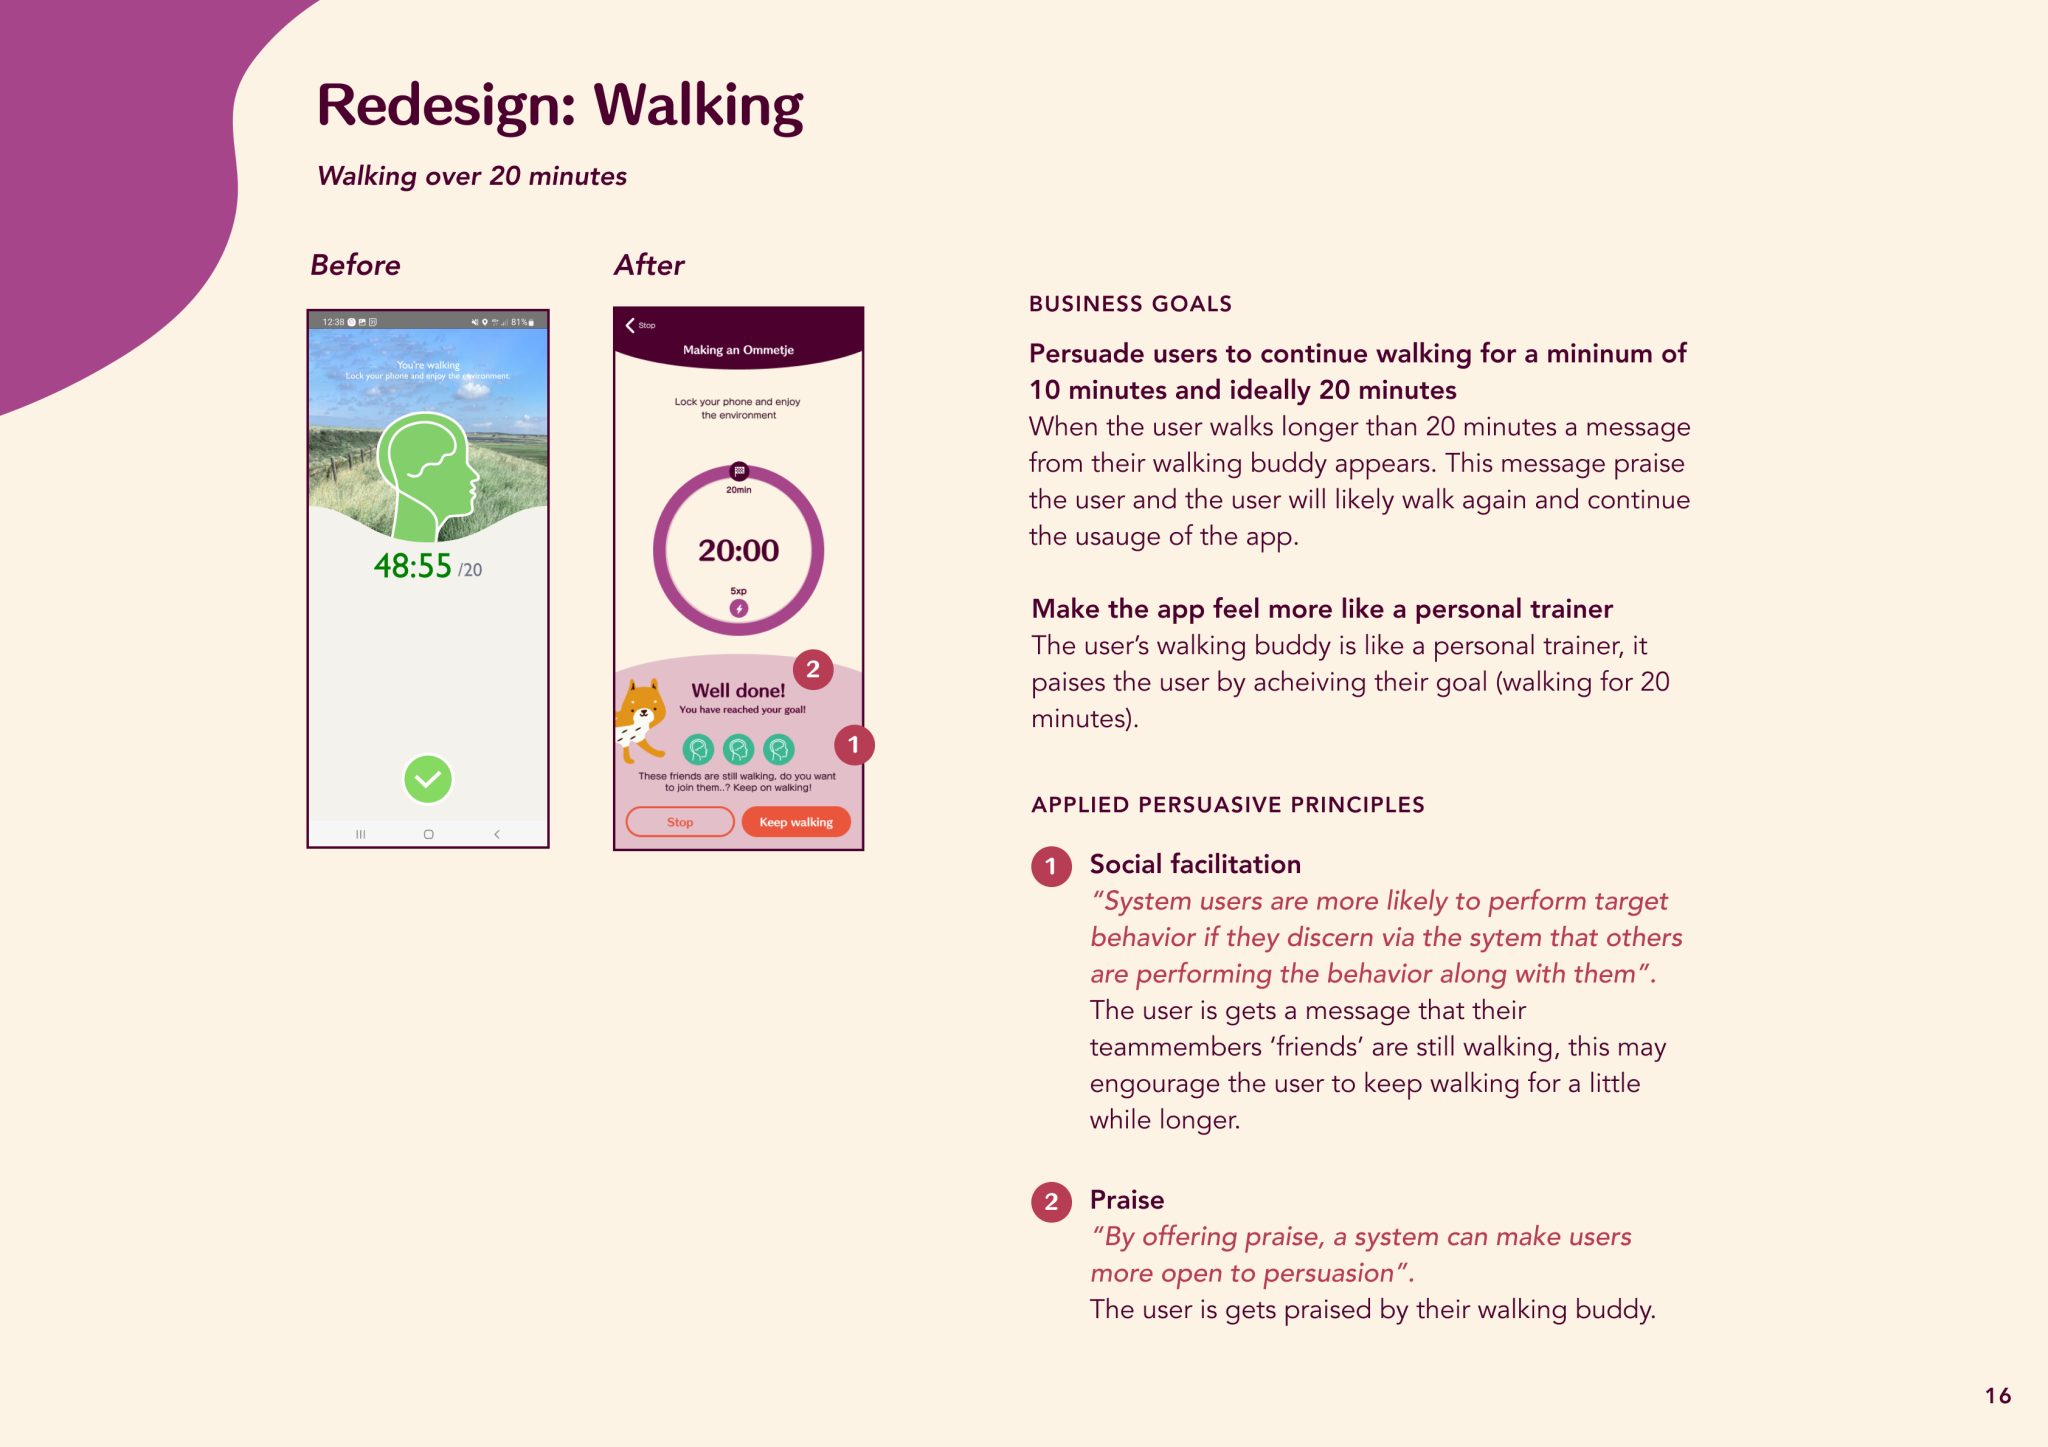 Redesign: Walking
Walking over 20 minutes
Before
After
12:38
81%
You're walking
Lock your phone and enjoy the environment.
48:55 /20
Stop
Making an Ommetje
Lock your phone and enjoy
the environment
20min
20:00
5xp
2
Well done!
You have reached your goal!
1
These friends are still walking, do you want
to join them..? Keep on walking!
Stop
Keep walking
BUSINESS GOALS
Persuade users to continue walking for a mininum of
10 minutes and ideally 20 minutes
When the user walks longer than 20 minutes a message
from their walking buddy appears. This message praise
the user and the user will likely walk again and continue
the usauge of the app.
Make the app feel more like a personal trainer
The user's walking buddy is like a personal trainer, it
paises the user by acheiving their goal (walking for 20
minutes).
APPLIED PERSUASIVE PRINCIPLES
1 Social facilitation
“System users are more likely to perform target
behavior if they discern via the sytem that others
are performing the behavior along with them”.
The user is gets a message that their
teammembers ‘friends’ are still walking, this may
engourage the user to keep walking for a little
while longer.
2 Praise
“By offering praise, a system can make users
more open to persuasion”.
The user is gets praised by their walking buddy.
16